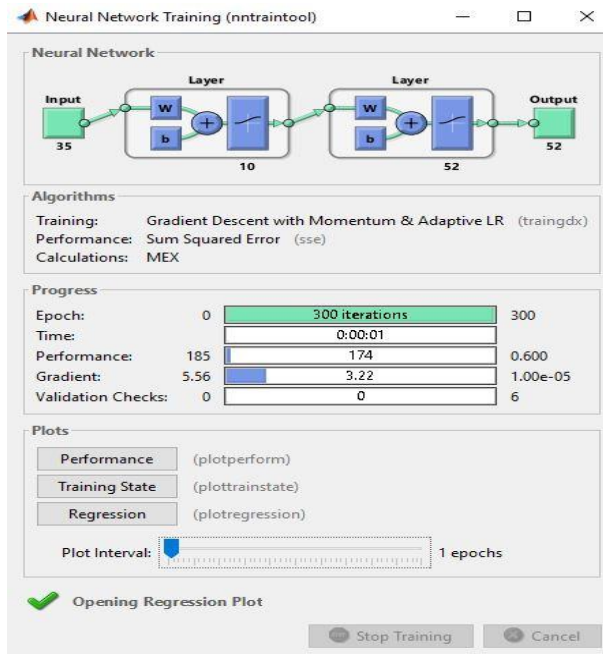 Neural Network Training (nntraintool)
Neural Network
Layer Layer
Input W W Output
b + b +
35 10 52 52
Algorithms
Training: Gradient Descent with Momentum & Adaptive LR (traingdx)
Performance: Sum Squared Error (sse)
Calculations: MEX
Progress
Epoch: 0 300 iterations 300
Time: 0:00:01
Performance: 185 174 0.600
Gradient: 5.56 3.22 1.00e-05
Validation Checks: 0 0 6
Plots
Performance (plotperform)
Training State (plottrainstate)
Regression (plotregression)
Plot Interval: 1 epochs
Opening Regression Plot
Stop Training Cancel